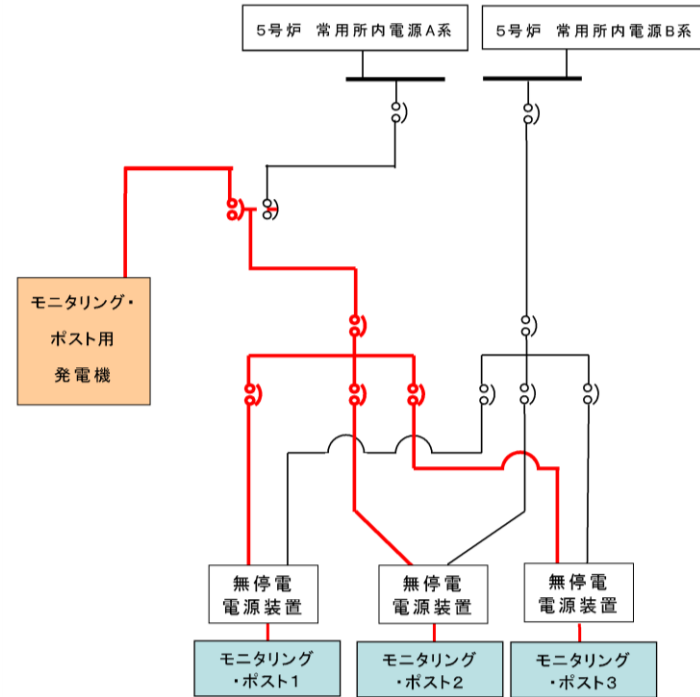 5号炉 常用所内電源A系
5号炉 常用所内電源B系
モニタリング・
ポスト用
発電機
無停電
電源装置
無停電
電源装置
無停電
電源装置
モニタリング
・ポスト1
モニタリング
・ポスト2
モニタリング
・ポスト3